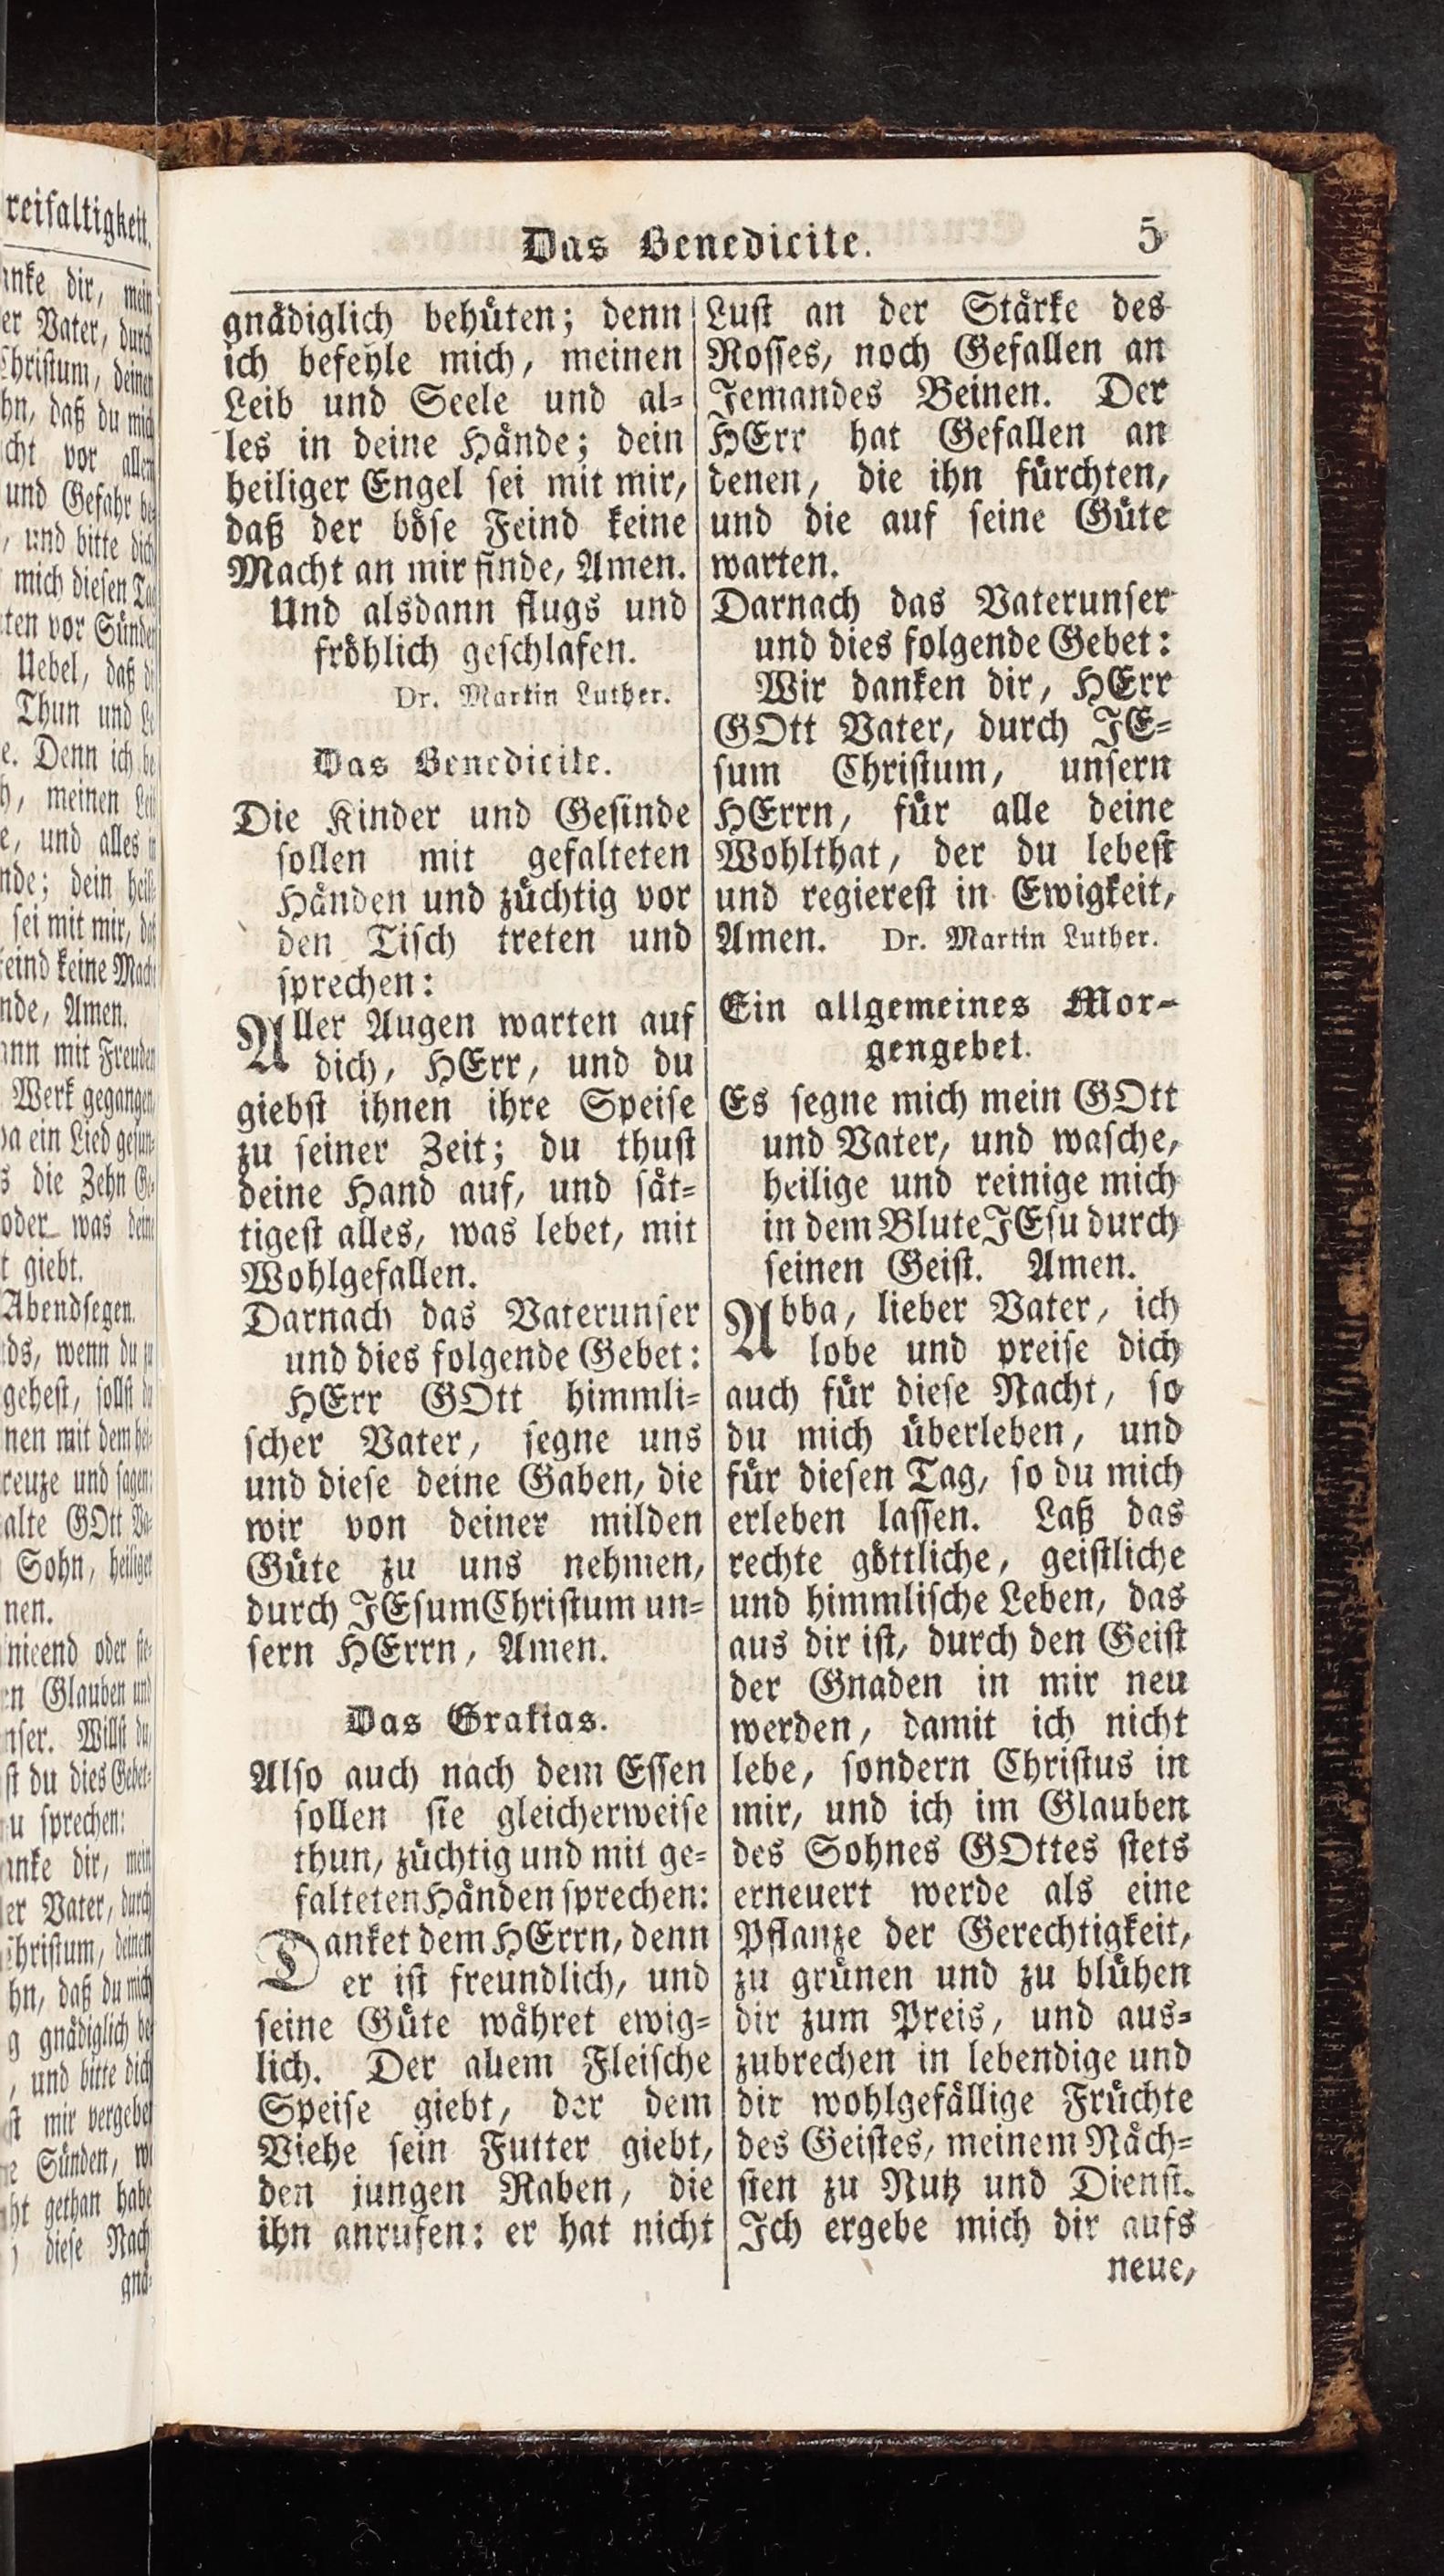 Das Benedicite. 5
gnädiglich behüten; denn
ich befehle mich, meinen
Leib und Seele und al-
les in deine Hände; dein
heiliger Engel sei mit mir,
daß der böse Feind keine
Macht an mir finde, Amen.
Und alsdann flugs und
fröhlich geschlafen.
Dr. Martin Luther.
Das Benedicite.
Die Kinder und Gesinde
sollen mit gefalteten
Händen und züchtig vor
den Tisch treten und
sprechen:
Aller Augen warten auf
dich, HErr, und du
giebst ihnen ihre Speise
zu seiner Zeit; du thust
deine Hand auf, und sät-
tigest alles, was lebet, mit
Wohlgefallen.
Darnach das Vaterunser
und dies folgende Gebet:
HErr GOtt himmli-
scher Vater, segne uns
und diese deine Gaben, die
wir von deiner milden
Güte zu uns nehmen,
durch JEsum Christum un-
sern HErrn, Amen.
Das Gratias.
Also auch nach dem Essen
sollen sie gleicherweise
thun, züchtig und mit ge-
falteten Händen sprechen:
Danket dem HErrn, denn
er ist freundlich, und
seine Güte währet ewig-
lich. Der allem Fleische
Speise giebt, der dem
Viehe sein Futter giebt,
den jungen Raben, die
ihn anrufen: er hat nicht
Lust an der Stärke des
Rosses, noch Gefallen an
Jemandes Beinen. Der
HErr hat Gefallen an
denen, die ihn fürchten,
und die auf seine Güte
warten.
Darnach das Vaterunser
und dies folgende Gebet:
Wir danken dir, HErr
GOtt Vater, durch JE-
sum Christum, unsern
HErrn, für alle deine
Wohlthat, der du lebest
und regierest in Ewigkeit,
Amen. Dr. Martin Luther.
Ein allgemeines Mor-
gengebet.
Es segne mich mein GOtt
und Vater, und wasche,
heilige und reinige mich
in dem Blute JEsu durch
seinen Geist. Amen.
Abba, lieber Vater, ich
lobe und preise dich
auch für diese Nacht, so
du mich überleben, und
für diesen Tag, so du mich
erleben lassen. Laß das
rechte göttliche, geistliche
und himmlische Leben, das
aus dir ist, durch den Geist
der Gnaden in mir neu
werden, damit ich nicht
lebe, sondern Christus in
mir, und ich im Glauben
des Sohnes GOttes stets
erneuert werde als eine
Pflanze der Gerechtigkeit,
zu grünen und zu blühen
dir zum Preis, und aus-
zubrechen in lebendige und
dir wohlgefällige Früchte
des Geistes, meinem Näch-
sten zu Nutz und Dienst.
Ich ergebe mich dir aufs
neue,